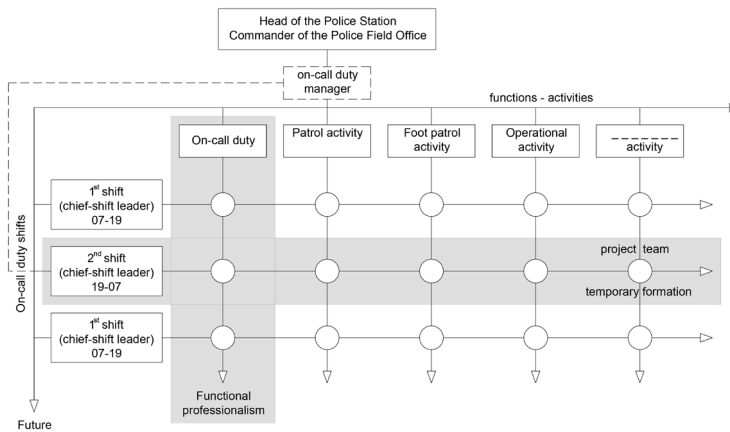 Head of the Police Station
Commander of the Police Field Office
on-call duty
manager
functions - activities
On-call duty
Patrol activity
Foot patrol
activity
Operational
activity
activity
On-call duty shifts
1st shift
(chief-shift leader)
07-19
2nd shift
(chief-shift leader)
19-07
project team
temporary formation
1st shift
(chief-shift leader)
07-19
Functional
professionalism
Future